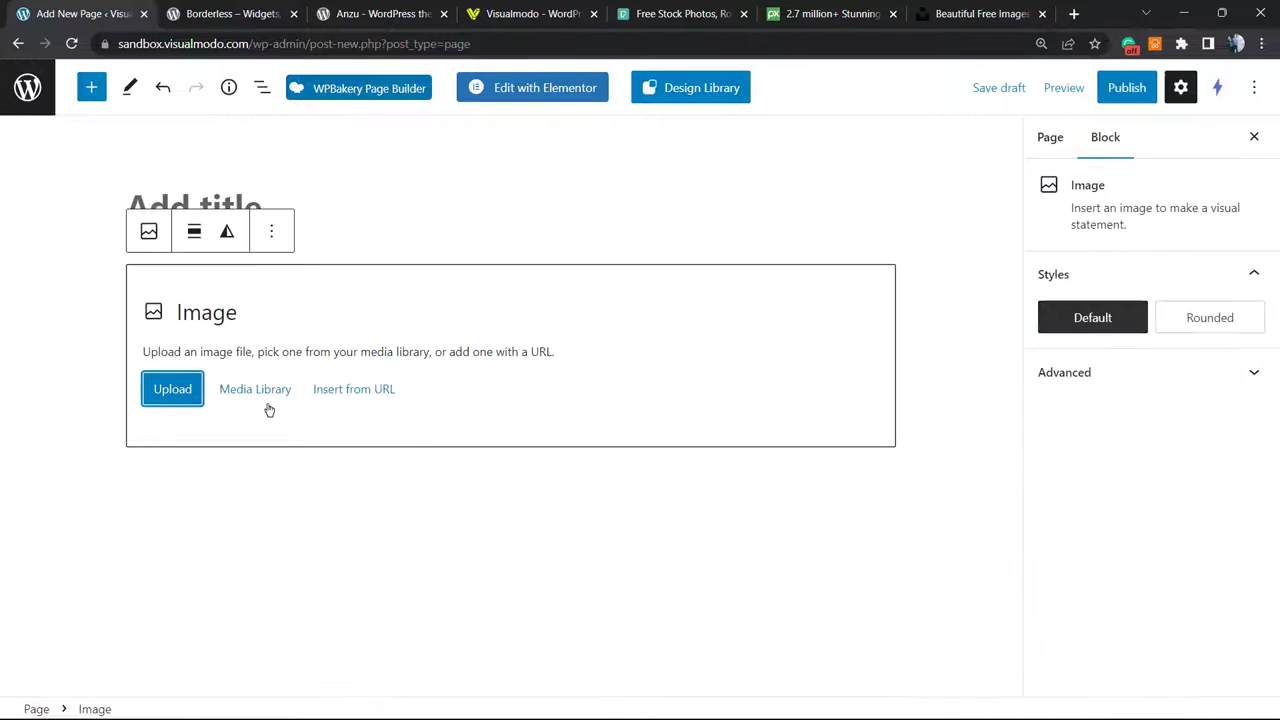 Add New Page ‹ Visu
Borderless – Widgets,
Anzu - WordPress the
Visualmodo - WordPr
Free Stock Photos, Ro
2.7 million+ Stunning
Beautiful Free Images
sandbox.visualmodo.com/wp-admin/post-new.php?post_type=page
off
WPBakery Page Builder
Edit with Elementor
Design Library
Save draft
Preview
Publish
Page
Block
Add title
Image
Insert an image to make a visual
statement.
Image
Upload an image file, pick one from your media library, or add one with a URL.
Upload
Media Library
Insert from URL
Styles
Default
Rounded
Advanced
Page
Image